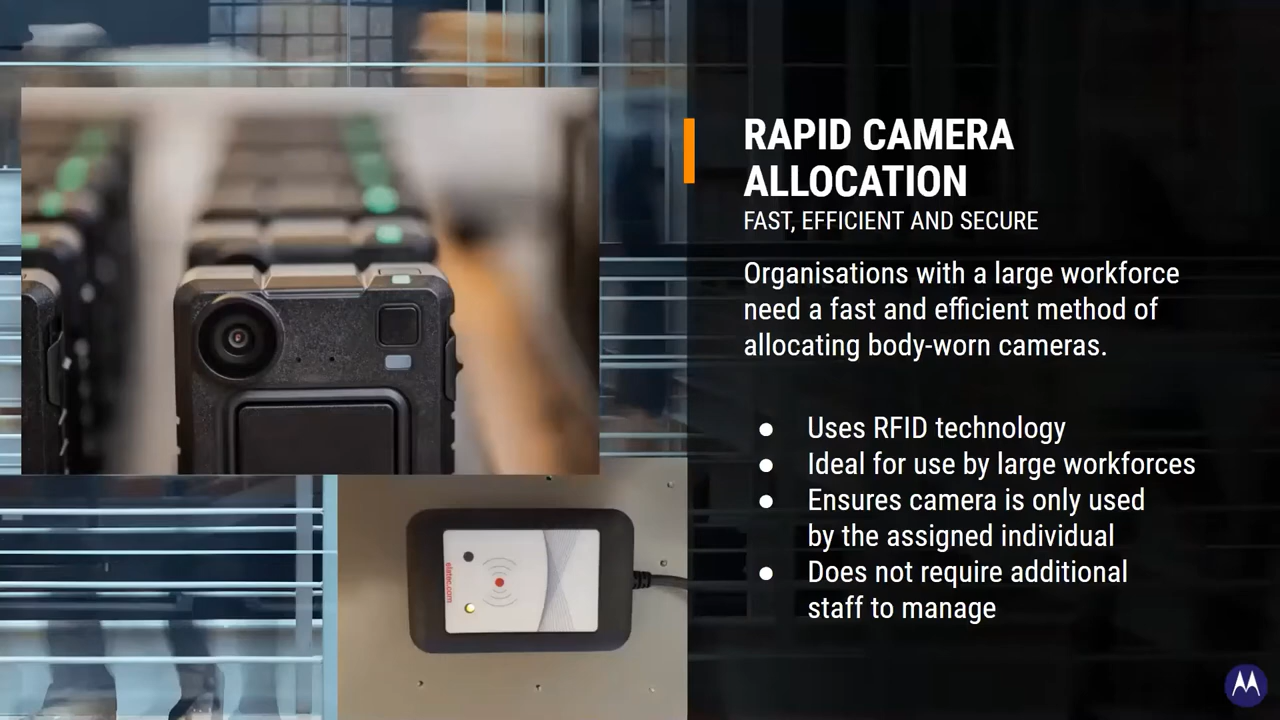 RAPID CAMERA
ALLOCATION
FAST, EFFICIENT AND SECURE
Organisations with a large workforce
need a fast and efficient method of
allocating body-worn cameras.
● Uses RFID technology
● Ideal for use by large workforces
● Ensures camera is only used
by the assigned individual
● Does not require additional
staff to manage
elatec.com